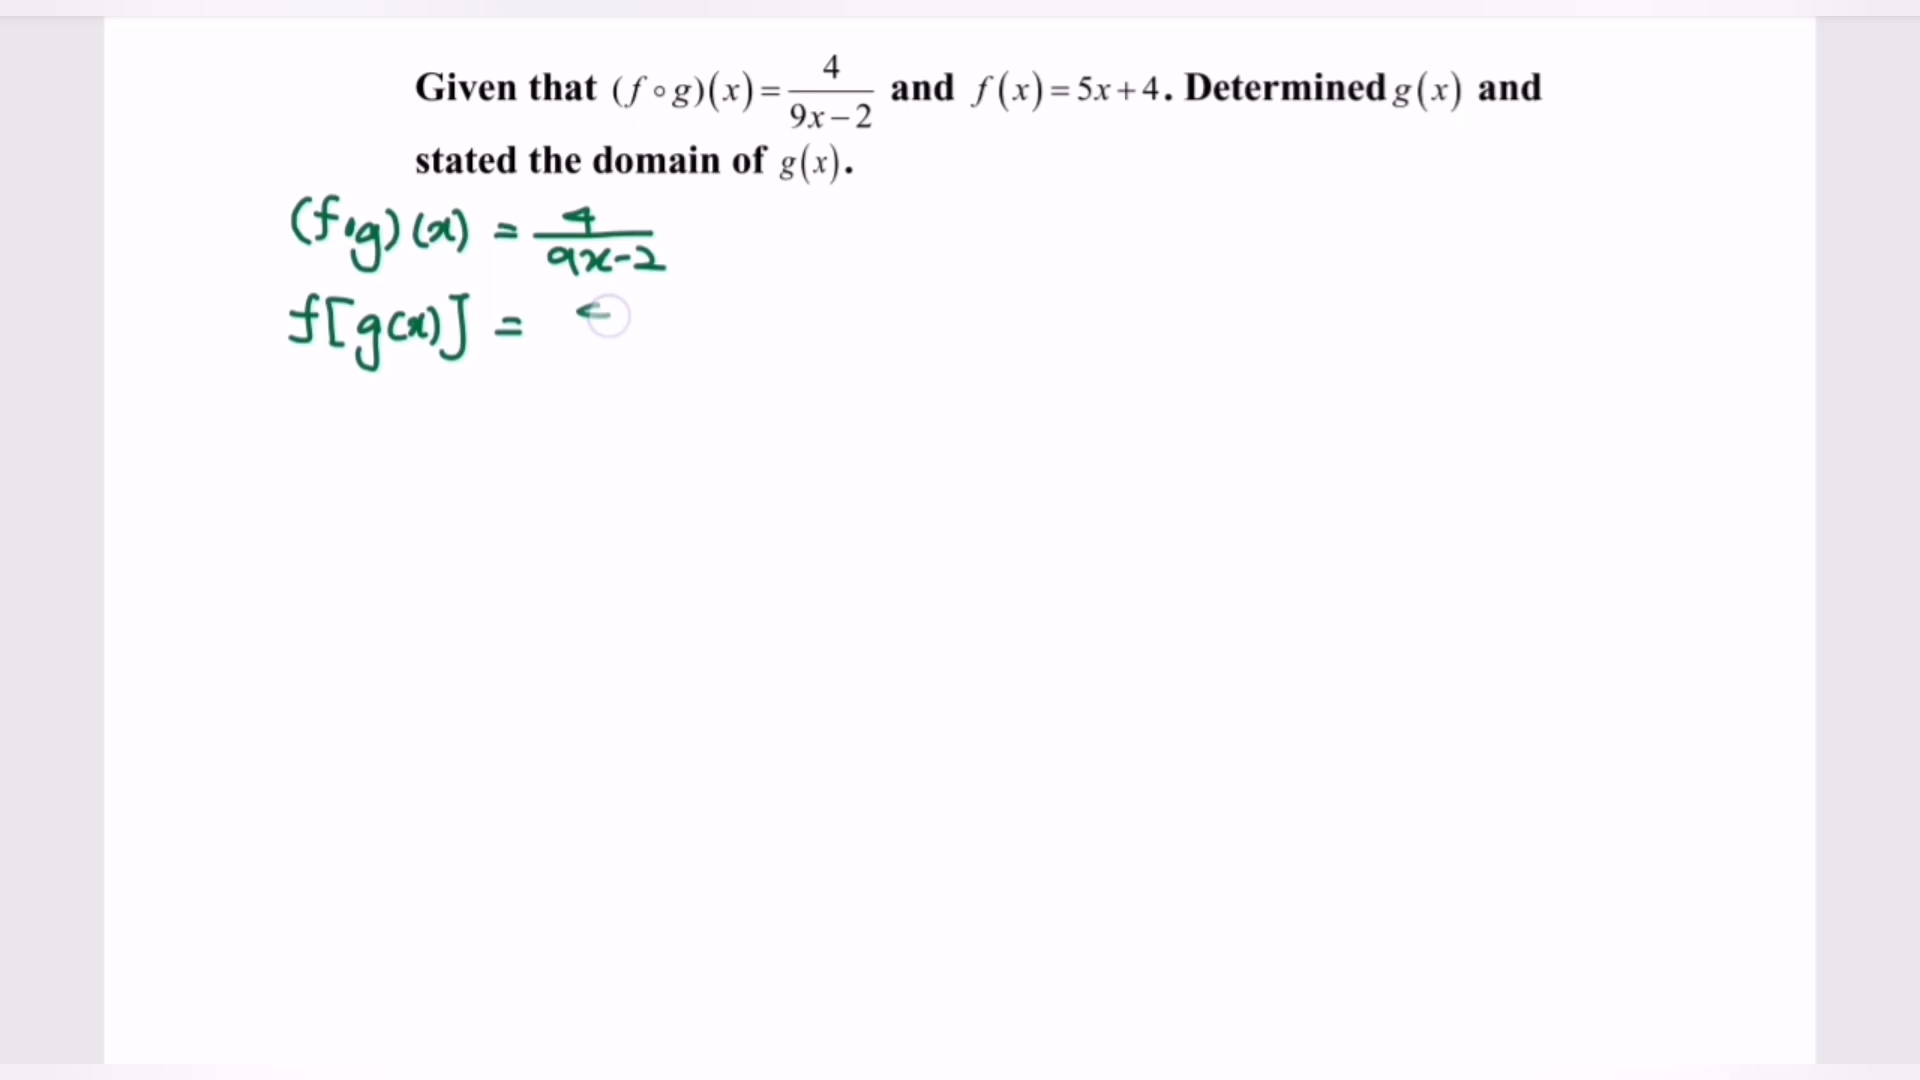 Given that (f∘g)(x)=4/(9x−2) and f(x)=5x+4. Determined g(x) and
stated the domain of g(x).
(f∘g)(x) = 4/(9x-2)
f[g(x)] =